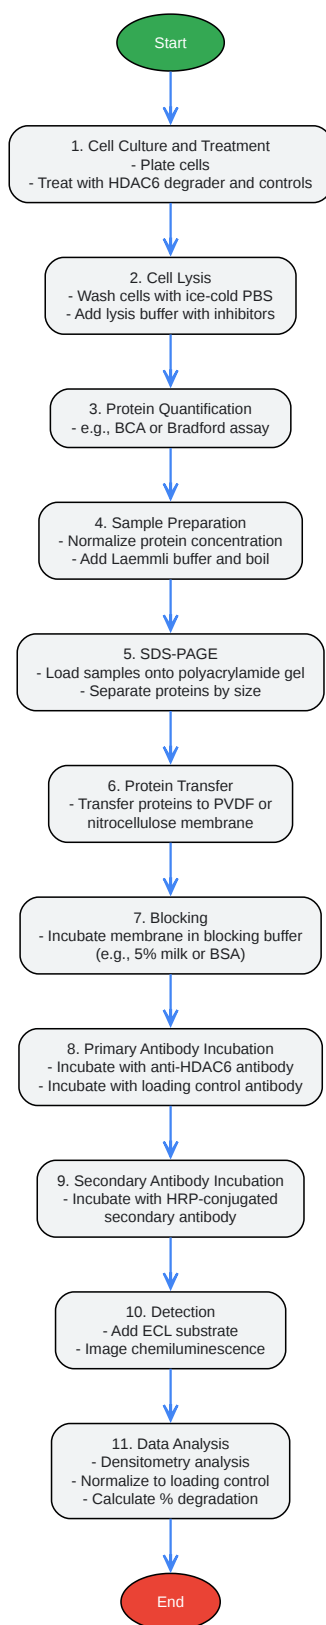 Start
1. Cell Culture and Treatment
- Plate cells
- Treat with HDAC6 degrader and controls
2. Cell Lysis
- Wash cells with ice-cold PBS
- Add lysis buffer with inhibitors
3. Protein Quantification
- e.g., BCA or Bradford assay
4. Sample Preparation
- Normalize protein concentration
- Add Laemmli buffer and boil
5. SDS-PAGE
- Load samples onto polyacrylamide gel
- Separate proteins by size
6. Protein Transfer
- Transfer proteins to PVDF or
nitrocellulose membrane
7. Blocking
- Incubate membrane in blocking buffer
(e.g., 5% milk or BSA)
8. Primary Antibody Incubation
- Incubate with anti-HDAC6 antibody
- Incubate with loading control antibody
9. Secondary Antibody Incubation
- Incubate with HRP-conjugated
secondary antibody
10. Detection
- Add ECL substrate
- Image chemiluminescence
11. Data Analysis
- Densitometry analysis
- Normalize to loading control
- Calculate % degradation
End